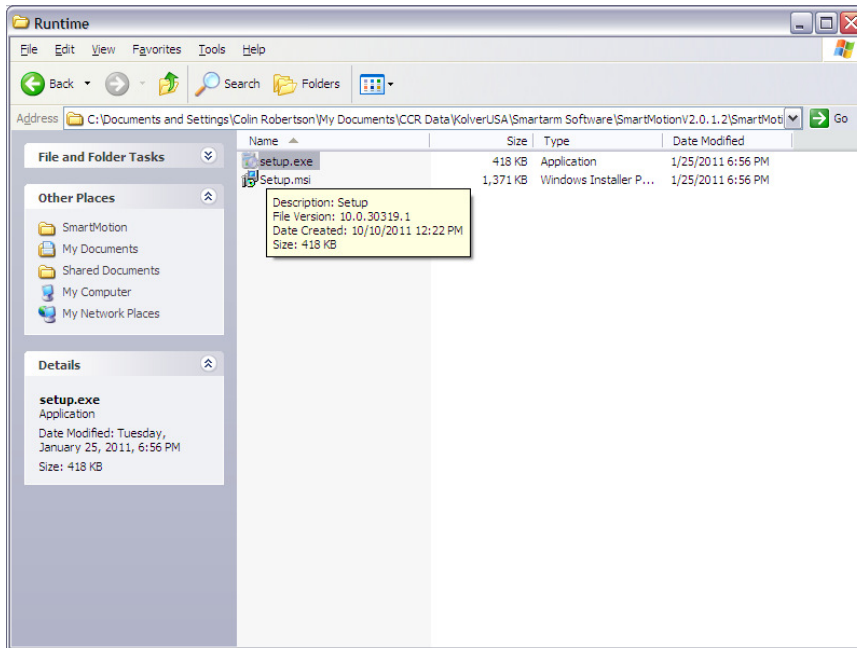 Runtime
File Edit View Favorites Tools Help
Back Search Folders
Address C:\Documents and Settings\Colin Robertson\My Documents\CCR Data\KolverUSA\Smartarm Software\SmartMotionV2.0.1.2\SmartMoti Go
File and Folder Tasks
Other Places
SmartMotion
My Documents
Shared Documents
My Computer
My Network Places
Details
setup.exe
Application
Date Modified: Tuesday,
January 25, 2011, 6:56 PM
Size: 418 KB
Name Size Type Date Modified
setup.exe 418 KB Application 1/25/2011 6:56 PM
Setup.msi 1,371 KB Windows Installer P... 1/25/2011 6:56 PM
Description: Setup
File Version: 10.0.30319.1
Date Created: 10/10/2011 12:22 PM
Size: 418 KB